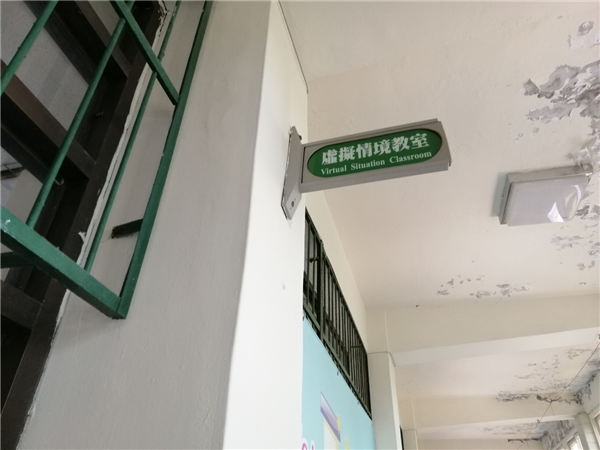 虛擬情境教室
Virtual Situation Classroom